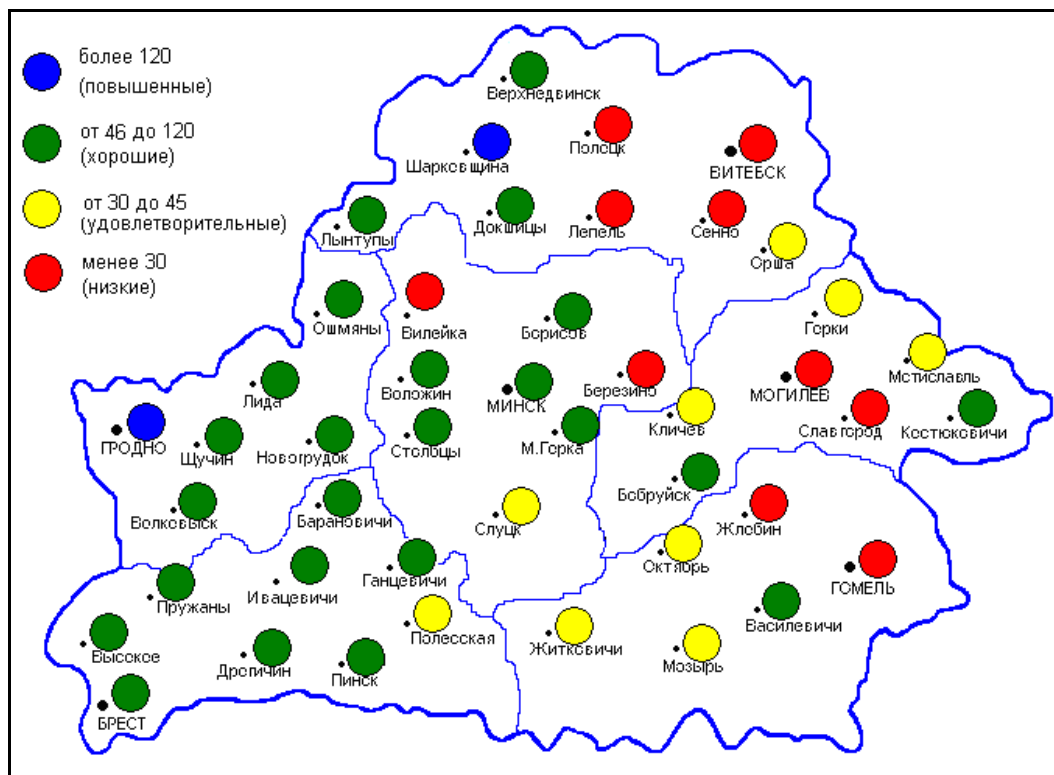 более 120
(повышенные)
от 46 до 120
(хорошие)
от 30 до 45
(удовлетворительные)
менее 30
(низкие)
Верхнедвинск
Полоцк
Шарковщина
ВИТЕБСК
Лынтупы
Докшицы
Лепель
Сенно
Орша
Ошмяны
Вилейка
Борисов
Горки
Мстиславль
Лида
Воложин
МИНСК
Березино
МОГИЛЕВ
ГРОДНО
Щучин
Новогрудок
Столбцы
М.Горка
Кличев
Славгород
Костюковичи
Волковыск
Барановичи
Слуцк
Бобруйск
Жлобин
Пружаны
Ивацевичи
Ганцевичи
Октябрь
ГОМЕЛЬ
Высокое
Дрогичин
Пинск
Полесская
Житковичи
Мозырь
Василевичи
БРЕСТ